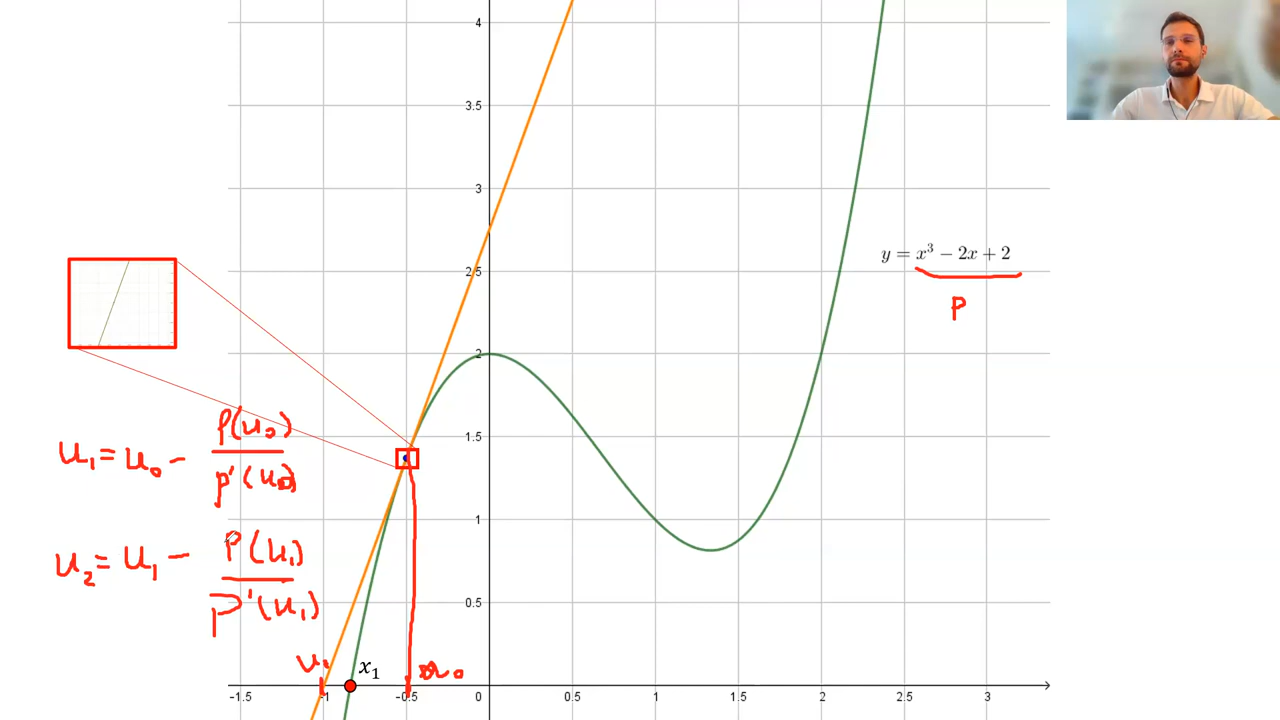 4
3.5
3
y = x³ − 2x + 2
P
2.5
2
1.5
u₁ = u₀ − P(u₀) / P'(u₀)
1
u₂ = u₁ − P(u₁) / P'(u₁)
0.5
u₁
x₁
u₀
-1.5
-1
-0.5
0
0.5
1
1.5
2
2.5
3